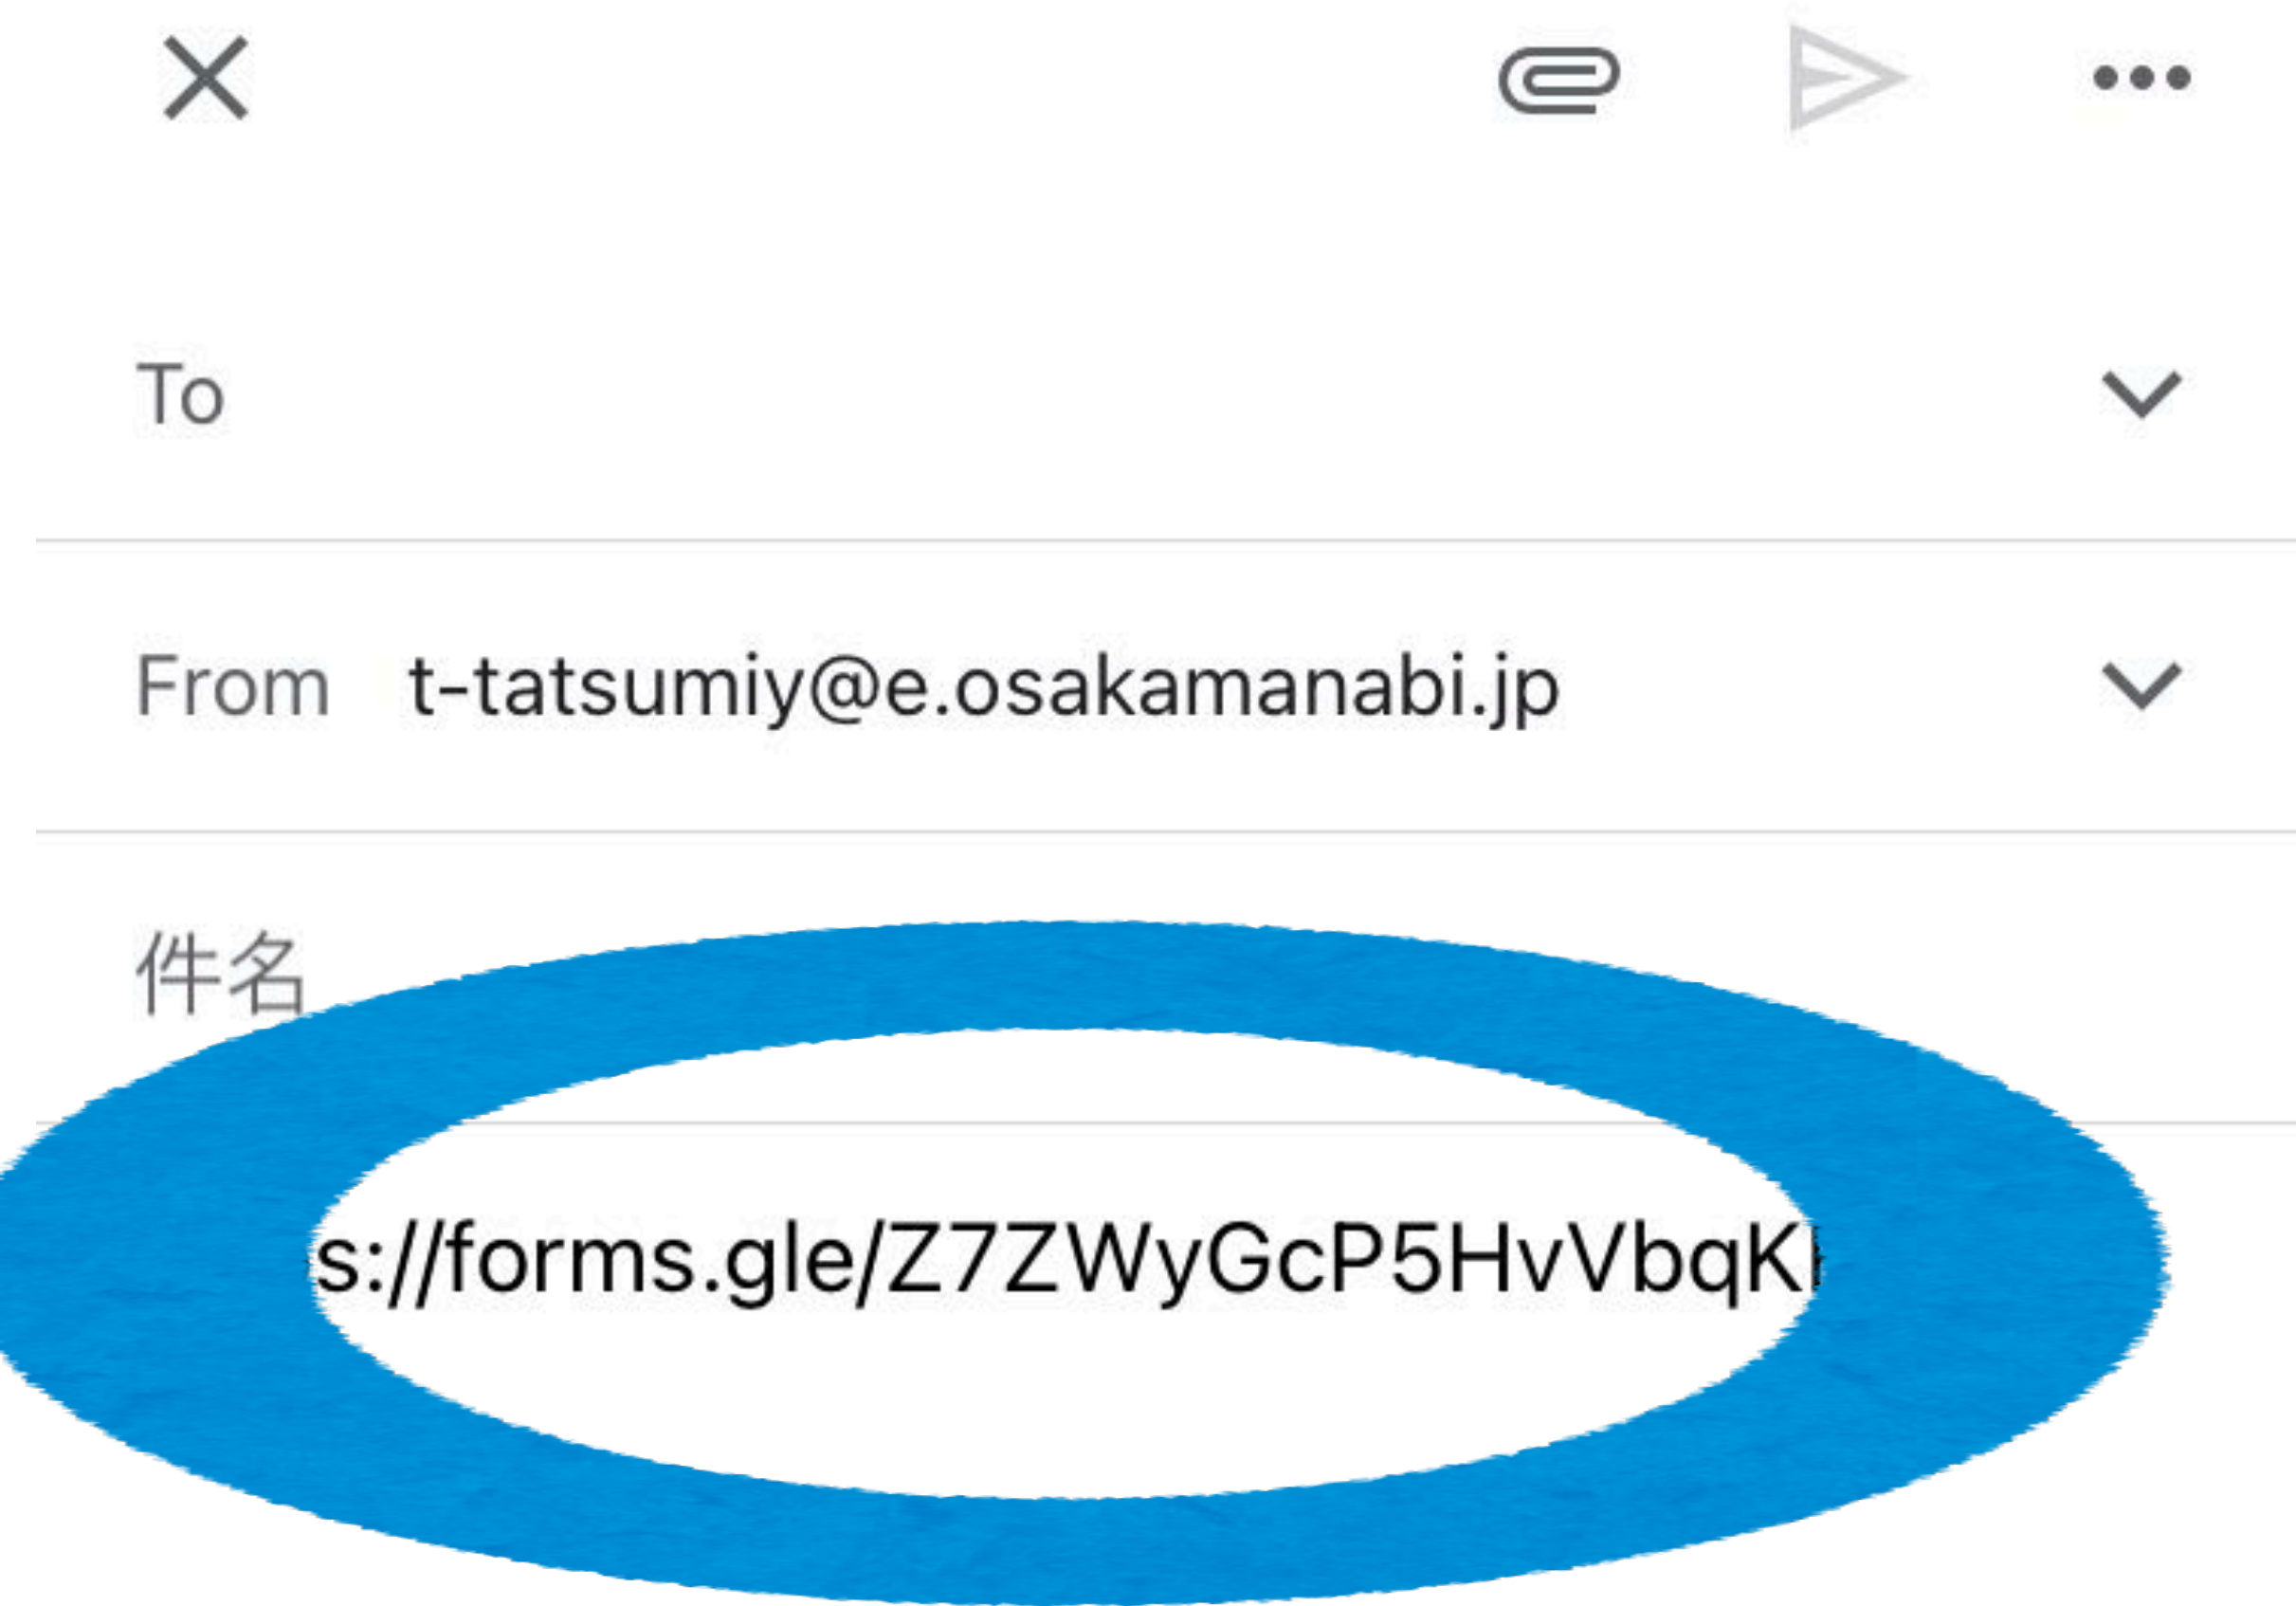 To
From t-tatsumiy@e.osakamanabi.jp
件名
s://forms.gle/Z7ZWyGcP5HvVbqK